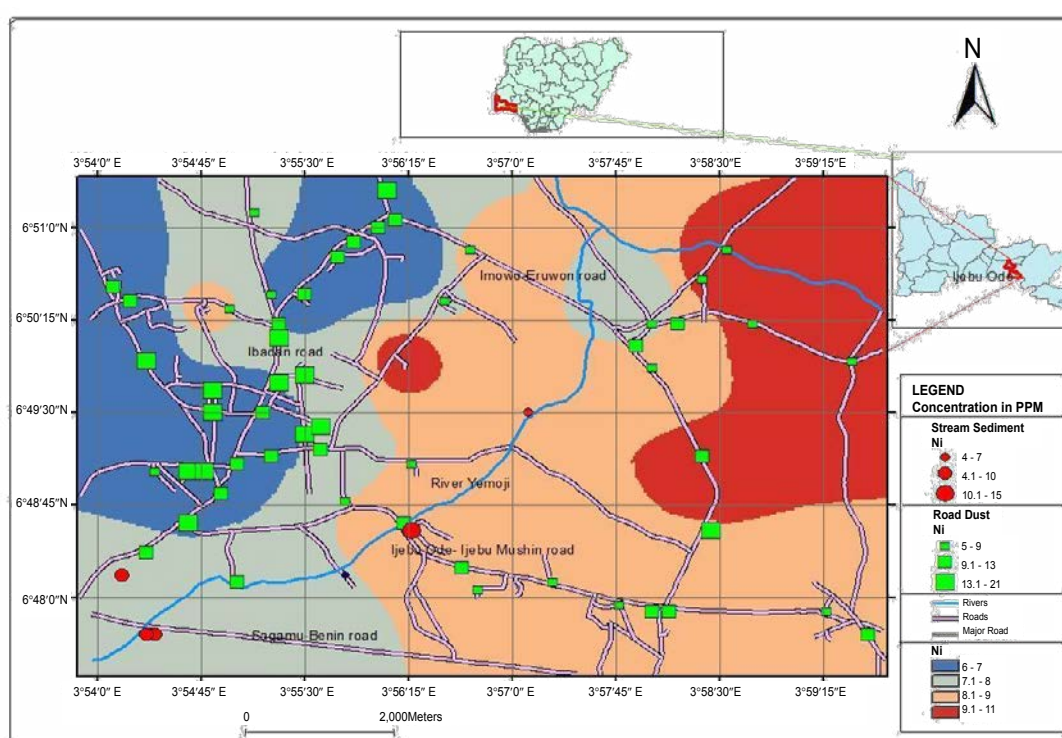 N
3°54'0" E 3°54'45" E 3°55'30" E 3°56'15" E 3°57'0" E 3°57'45" E 3°58'30" E 3°59'15" E
6°51'0"N
Imowo-Eruwon road
Ijebu Ode
6°50'15"N
Ibadan road
6°49'30"N
River Yemoji
6°48'45"N
Ijebu Ode- Ijebu Mushin road
6°48'0"N
Sagamu-Benin road
3°54'0" E 3°54'45" E 3°55'30" E 3°56'15" E 3°57'0" E 3°57'45" E 3°58'30" E 3°59'15" E
0 2,000Meters
LEGEND
Concentration in PPM
Stream Sediment
Ni
4 - 7
4.1 - 10
10.1 - 15
Road Dust
Ni
5 - 9
9.1 - 13
13.1 - 21
Rivers
Roads
Major Road
Ni
6 - 7
7.1 - 8
8.1 - 9
9.1 - 11